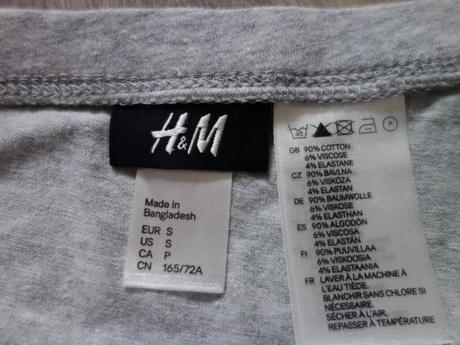 H&M
Made in
Bangladesh
EUR S
US S
CA P
CN 165/72A
40
P
GB 90% COTTON
6% VISCOSE
4% ELASTANE
CZ 90% BAVLNA
6% VISKÓZA
4% ELASTAN
DE 90% BAUMWOLLE
6% VISKOSE
4% ELASTHAN
ES 90% ALGODÓN
6% VISCOSA
4% ELASTÁN
FI 90% PUUVILLAA
6% VISKOOSIA
4% ELASTAANIA
FR LAVER À LA MACHINE À
L'EAU TIÈDE.
BLANCHIR SANS CHLORE SI
NÉCESSAIRE.
SÉCHER À L'AIR.
REPASSER À TEMPÉRATURE